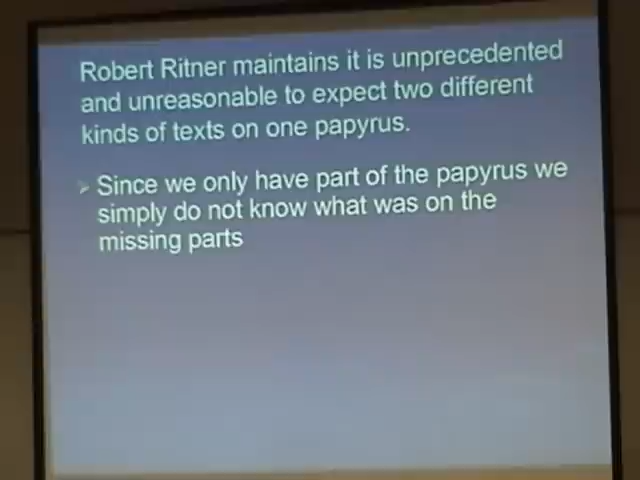 Robert Ritner maintains it is unprecedented
and unreasonable to expect two different
kinds of texts on one papyrus.
Since we only have part of the papyrus we
simply do not know what was on the
missing parts